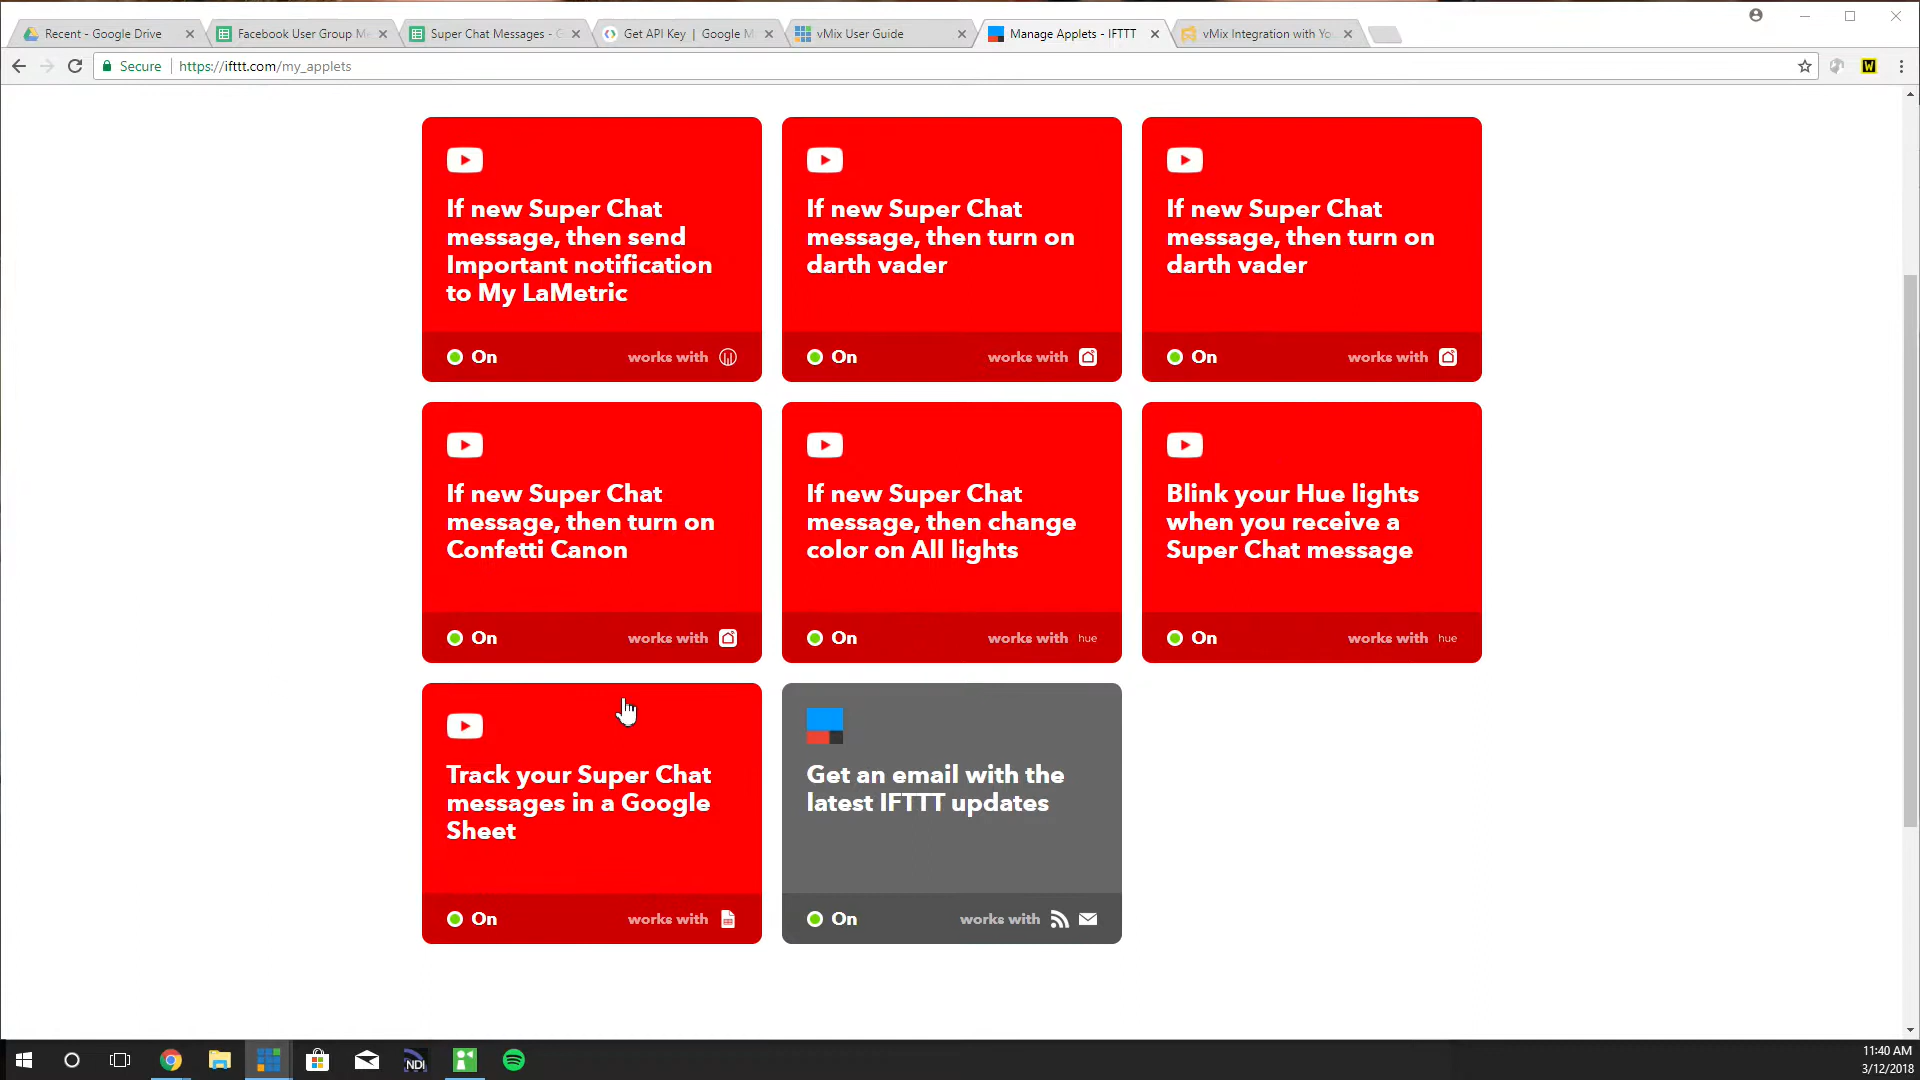 Recent - Google Drive
Facebook User Group M
Super Chat Messages - G
Get API Key | Google M
vMix User Guide
Manage Applets - IFTTT
vMix Integration with Yo
Secure
https://ifttt.com/my_applets
W
If new Super Chat
message, then send
Important notification
to My LaMetric
On
works with
If new Super Chat
message, then turn on
darth vader
On
works with
If new Super Chat
message, then turn on
darth vader
On
works with
If new Super Chat
message, then turn on
Confetti Canon
On
works with
If new Super Chat
message, then change
color on All lights
On
works with hue
Blink your Hue lights
when you receive a
Super Chat message
On
works with hue
Track your Super Chat
messages in a Google
Sheet
On
works with
Get an email with the
latest IFTTT updates
On
works with
NDI
11:40 AM
3/12/2018